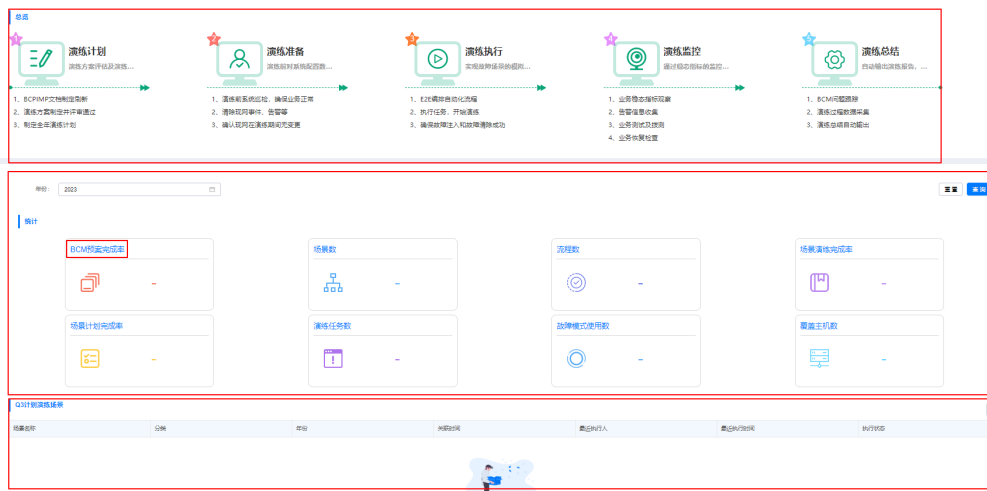 总览
1
演练计划
演练方案评估及演练...
1、BCPIMP文档制定刷新
2、演练方案制定并评审通过
3、制定全年演练计划
2
演练准备
演练前对系统配置数...
1、演练前系统巡检，确保业务正常
2、清除现网事件、告警等
3、确认现网在演练期间无变更
3
演练执行
实现故障场景的模拟...
1、E2E编排自动化流程
2、执行任务，开始演练
3、确保故障注入和故障清除成功
4
演练监控
通过稳态指标的监控...
1、业务稳态指标观察
2、告警信息收集
3、业务测试及拨测
4、业务恢复检查
5
演练总结
自动输出演练报告，...
1、BCM问题跟踪
2、演练过程数据采集
3、演练总结自动输出
年份： 2023
重置 查询
统计
BCM预案完成率 场景数 流程数 场景演练完成率
- - - -
场景计划完成率 演练任务数 故障模式使用数 覆盖主机数
- - - -
Q3计划演练场景
场景名称 分类 年份 关联时间 最近执行人 最近执行时间 执行状态